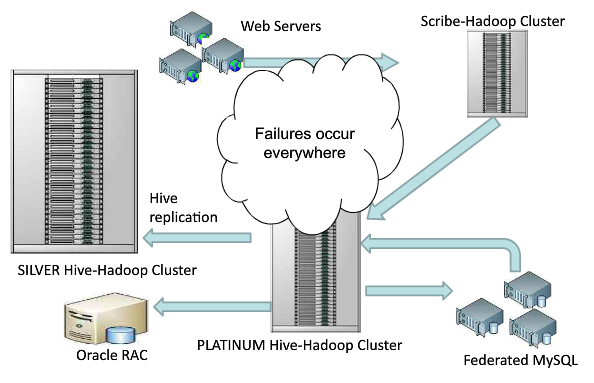 Web Servers
Scribe-Hadoop Cluster
Failures occur
everywhere
Hive
replication
SILVER Hive-Hadoop Cluster
Oracle RAC
PLATINUM Hive-Hadoop Cluster
Federated MySQL